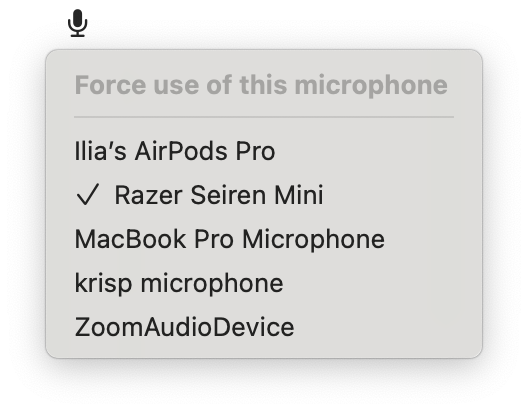 Force use of this microphone
Ilia’s AirPods Pro
✓ Razer Seiren Mini
MacBook Pro Microphone
krisp microphone
ZoomAudioDevice